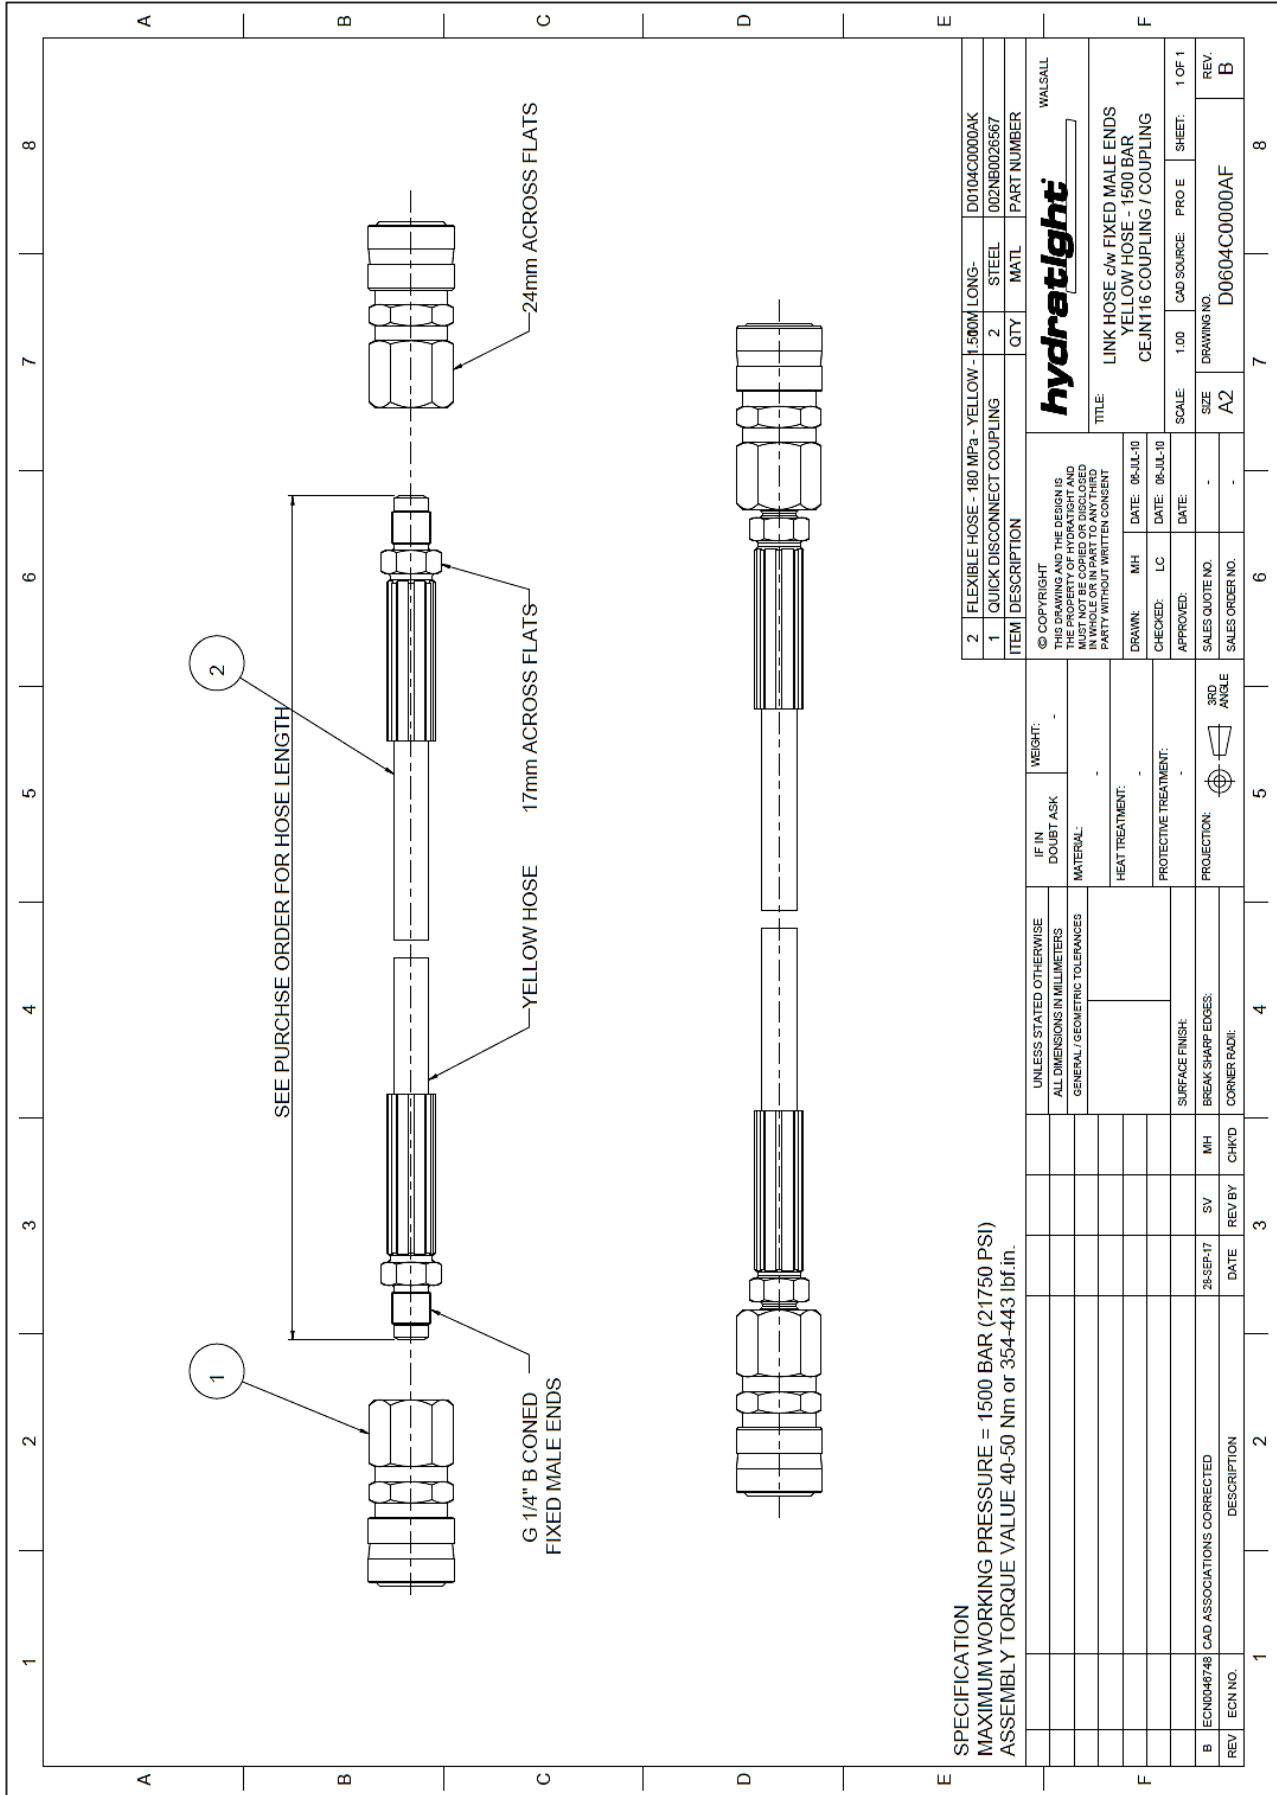 1 2 3 4 5 6 7 8
A
B
C
D
E
F
1
2
SEE PURCHSE ORDER FOR HOSE LENGTH
G 1/4" B CONED
FIXED MALE ENDS
YELLOW HOSE
17mm ACROSS FLATS
24mm ACROSS FLATS
SPECIFICATION
MAXIMUM WORKING PRESSURE = 1500 BAR (21750 PSI)
ASSEMBLY TORQUE VALUE 40-50 Nm or 354-443 lbf.in.
2 FLEXIBLE HOSE - 180 MPa - YELLOW - 1.500M LONG- D0104C0000AK
1 QUICK DISCONNECT COUPLING 2 STEEL 002NB0026567
ITEM DESCRIPTION QTY MATL PART NUMBER
B ECN0046748 CAD ASSOCIATIONS CORRECTED 28-SEP-17 SV MH
REV ECN NO. DESCRIPTION DATE REV BY CHK'D
UNLESS STATED OTHERWISE
ALL DIMENSIONS IN MILLIMETERS
GENERAL / GEOMETRIC TOLERANCES
SURFACE FINISH:
BREAK SHARP EDGES:
CORNER RADII:
IF IN
DOUBT ASK
WEIGHT:
-
MATERIAL:
-
HEAT TREATMENT:
-
PROTECTIVE TREATMENT:
-
PROJECTION:
3RD
ANGLE
© COPYRIGHT
THIS DRAWING AND THE DESIGN IS
THE PROPERTY OF HYDRATIGHT AND
MUST NOT BE COPIED OR DISCLOSED
IN WHOLE OR IN PART TO ANY THIRD
PARTY WITHOUT WRITTEN CONSENT
DRAWN: MH DATE: 06-JUL-10
CHECKED: LC DATE: 06-JUL-10
APPROVED: DATE:
SALES QUOTE NO. -
SALES ORDER NO. -
hydratight
WALSALL
TITLE:
LINK HOSE c/w FIXED MALE ENDS
YELLOW HOSE - 1500 BAR
CEJN116 COUPLING / COUPLING
SCALE: 1.00 CAD SOURCE: PRO E SHEET: 1 OF 1
SIZE DRAWING NO. REV.
A2 D0604C0000AF B
1 2 3 4 5 6 7 8
A
B
C
D
E
F